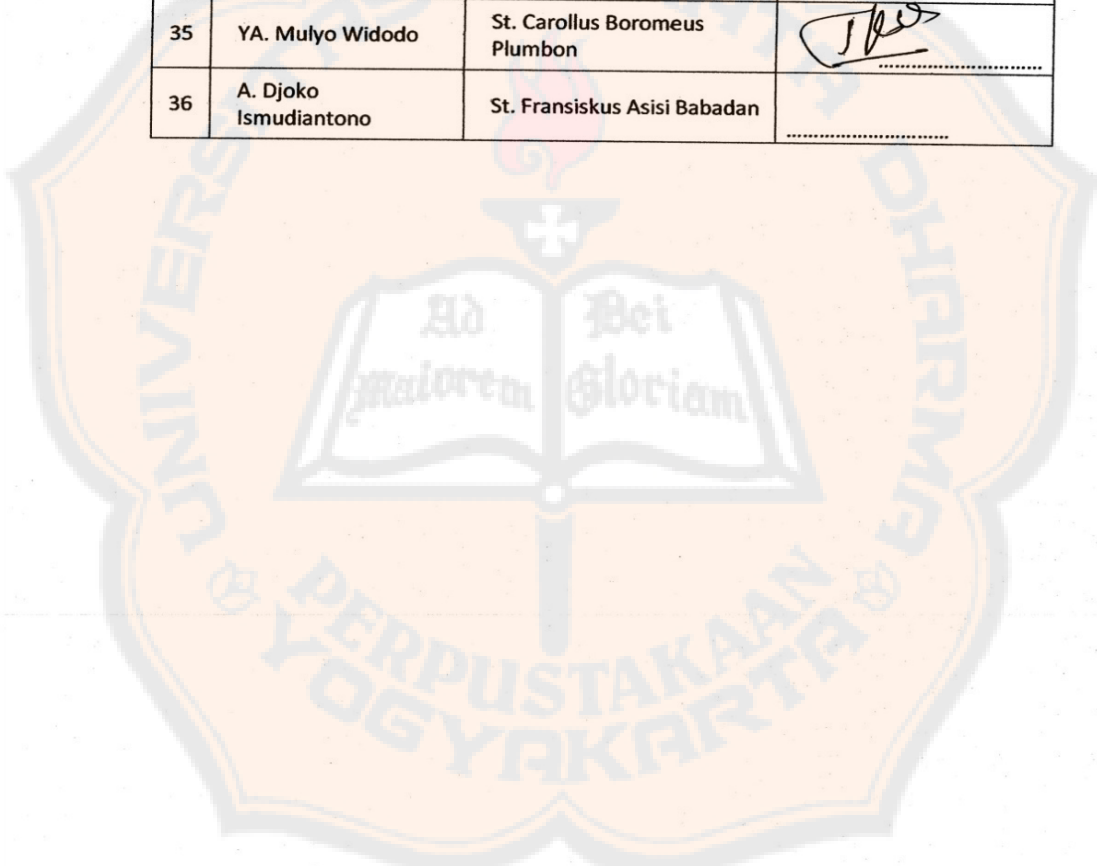 35 YA. Mulyo Widodo St. Carollus Boromeus
Plumbon
36 A. Djoko
Ismudiantono St. Fransiskus Asisi Babadan
UNIVERSITAS SANATA DHARMA
Ad Dei
Maiorem Gloriam
PERPUSTAKAAN
YOGYAKARTA